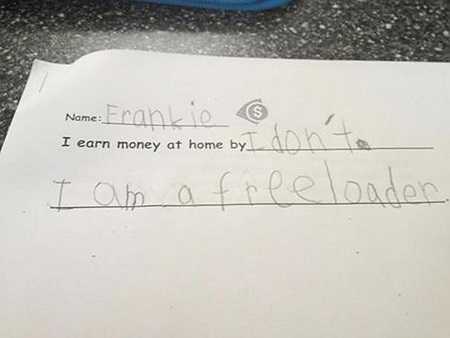 Name: Frankie $
I earn money at home by I don't.
I am a freeloader.